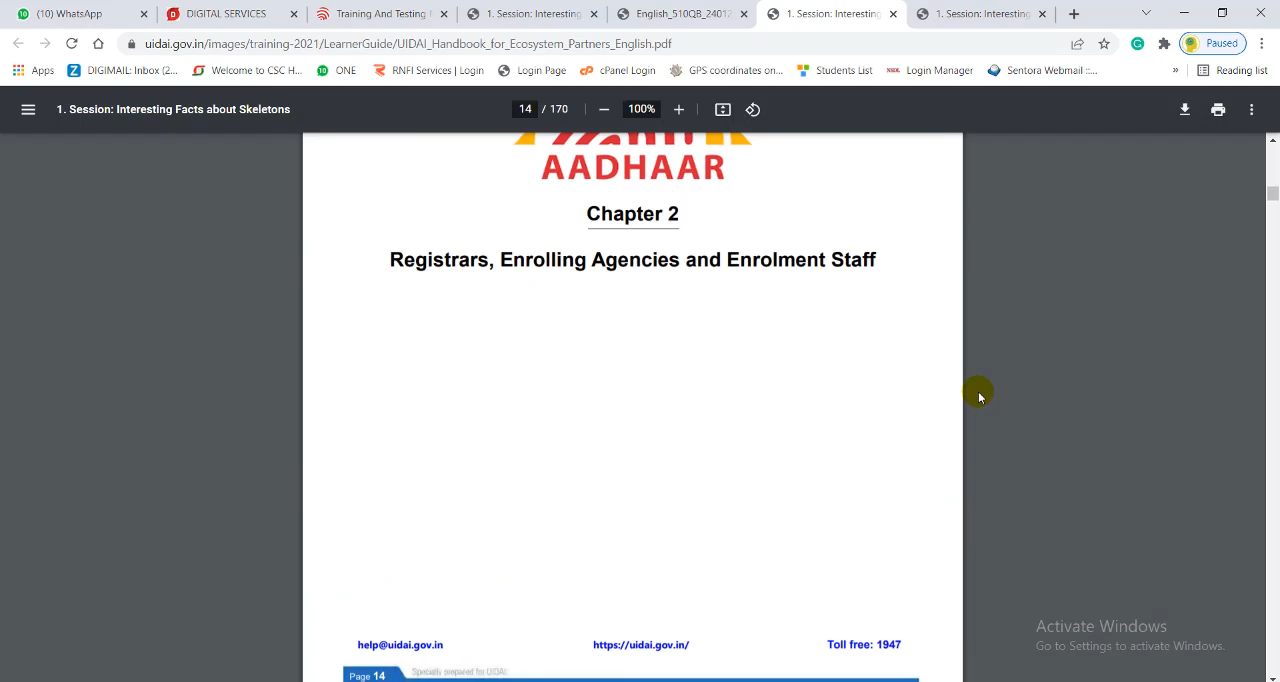 (10) WhatsApp
DIGITAL SERVICES
Training And Testing
1. Session: Interesting
English_510QB_2401
1. Session: Interesting
1. Session: Interesting
uidai.gov.in/images/training-2021/LearnerGuide/UIDAI_Handbook_for_Ecosystem_Partners_English.pdf
Paused
Apps
DIGIMAIL: Inbox (2...
Welcome to CSC H...
ONE
RNFI Services | Login
Login Page
cPanel Login
GPS coordinates on...
Students List
Login Manager
Sentora Webmail ::...
»
Reading list
1. Session: Interesting Facts about Skeletons
14 / 170
100%
AADHAAR
Chapter 2
Registrars, Enrolling Agencies and Enrolment Staff
help@uidai.gov.in
https://uidai.gov.in/
Toll free: 1947
Page 14
Specially prepared for UIDAI
Activate Windows
Go to Settings to activate Windows.